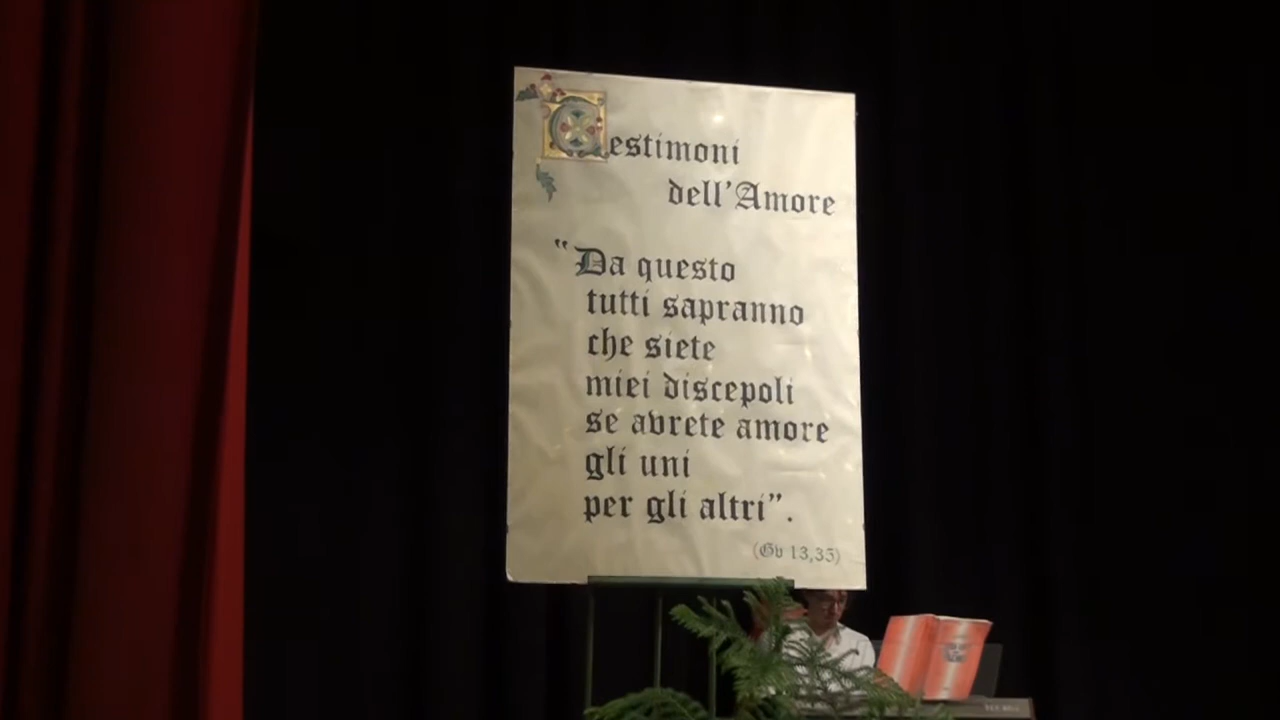 Testimoni
dell'Amore
"Da questo
tutti sapranno
che siete
miei discepoli
se avrete amore
gli uni
per gli altri".
(Gv 13,35)